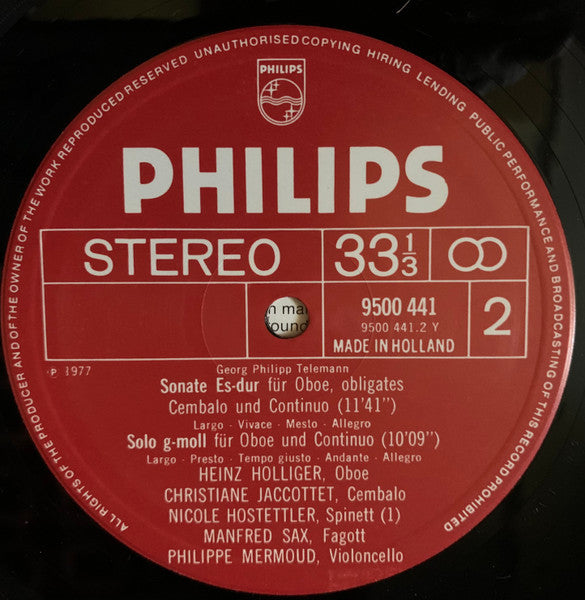 ALL RIGHTS OF THE PRODUCER AND OF THE OWNER OF THE WORK REPRODUCED RESERVED UNAUTHORISED COPYING HIRING LENDING PUBLIC PERFORMANCE AND BROADCASTING OF THIS RECORD PROHIBITED
PHILIPS
PHILIPS
STEREO
33 1/3
9500 441
9500 441.2 Y
MADE IN HOLLAND
2
℗ 1977
Georg Philipp Telemann
Sonate Es-dur für Oboe, obligates
Cembalo und Continuo (11'41'')
Largo - Vivace - Mesto - Allegro
Solo g-moll für Oboe und Continuo (10'09'')
Largo - Presto - Tempo giusto - Andante - Allegro
HEINZ HOLLIGER, Oboe
CHRISTIANE JACCOTTET, Cembalo
NICOLE HOSTETTLER, Spinett (1)
MANFRED SAX, Fagott
PHILIPPE MERMOUD, Violoncello